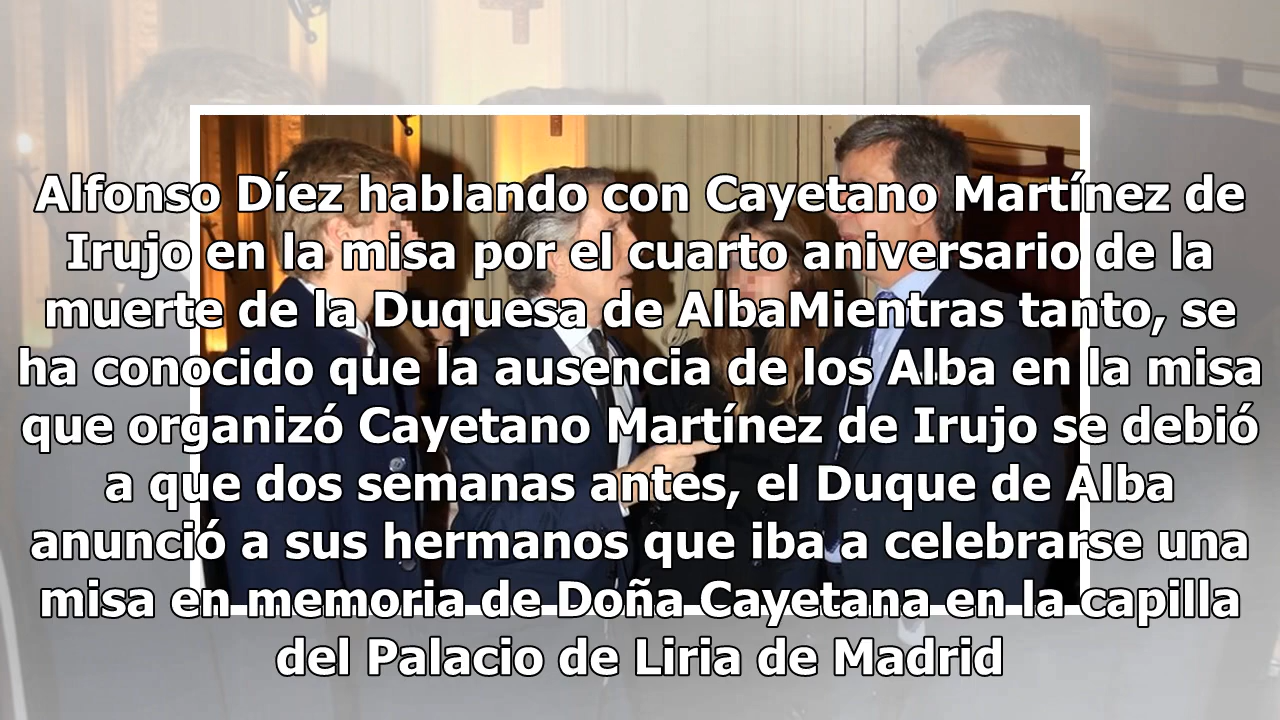 Alfonso Díez hablando con Cayetano Martínez de
Irujo en la misa por el cuarto aniversario de la
muerte de la Duquesa de AlbaMientras tanto, se
ha conocido que la ausencia de los Alba en la misa
que organizó Cayetano Martínez de Irujo se debió
a que dos semanas antes, el Duque de Alba
anunció a sus hermanos que iba a celebrarse una
misa en memoria de Doña Cayetana en la capilla
del Palacio de Liria de Madrid